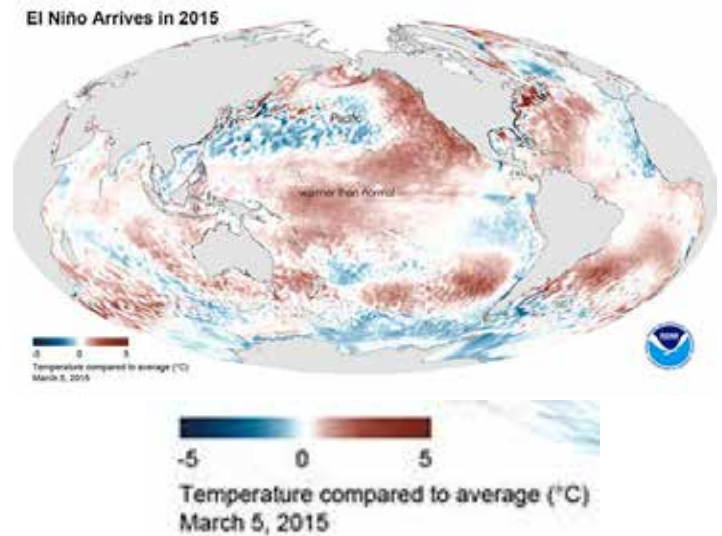 El Niño Arrives in 2015
Pacific
warmer than normal
-5 0 5
Temperature compared to average (°C)
March 5, 2015
NOAA
-5 0 5
Temperature compared to average (°C)
March 5, 2015